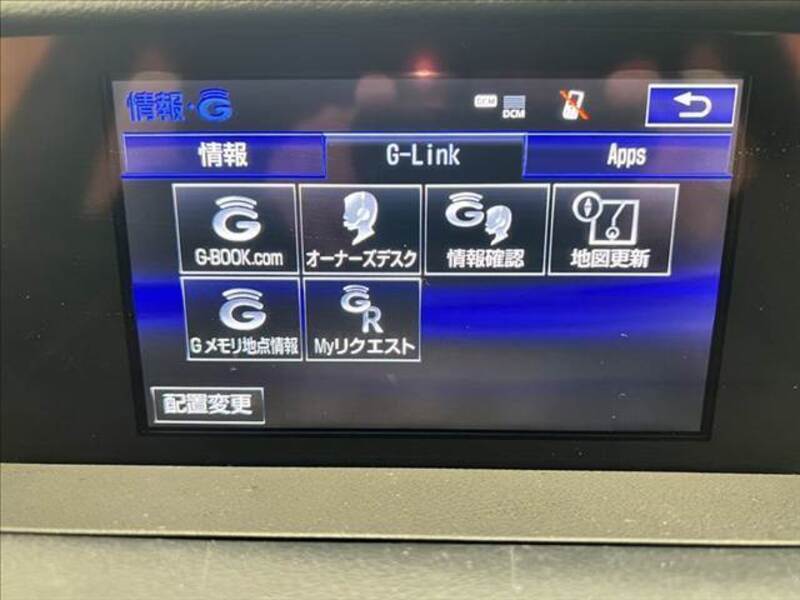 情報・G
DCM
DCM
情報
G-Link
Apps
G-BOOK.com
オーナーズデスク
情報確認
地図更新
Gメモリ地点情報
Myリクエスト
配置変更